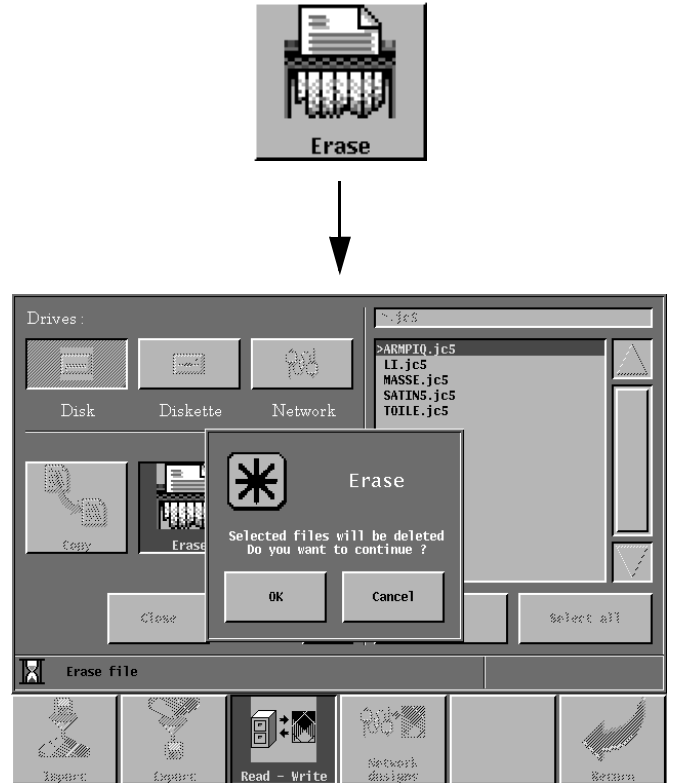 Erase
Drives :
*.jc5
Disk
Diskette
Network
>ARMPIQ.jc5
LI.jc5
MASSE.jc5
SATIN5.jc5
TOILE.jc5
Copy
Erase
Erase
Selected files will be deleted
Do you want to continue ?
OK
Cancel
Close
Select all
Erase file
Import
Export
Read - Write
Network
designs
Return